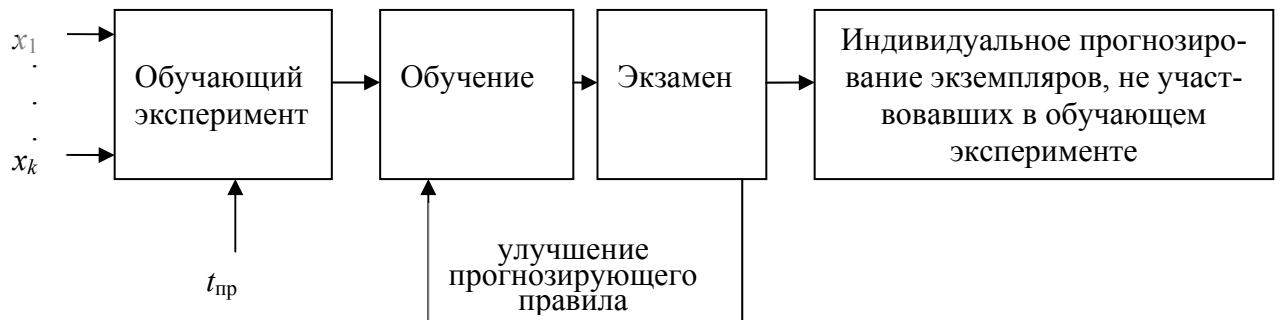 x1
.
.
.
xk
Обучающий
эксперимент
Обучение
Экзамен
Индивидуальное прогнозиро-
вание экземпляров, не участ-
вовавших в обучающем
эксперименте
tпр
улучшение
прогнозирующего
правила